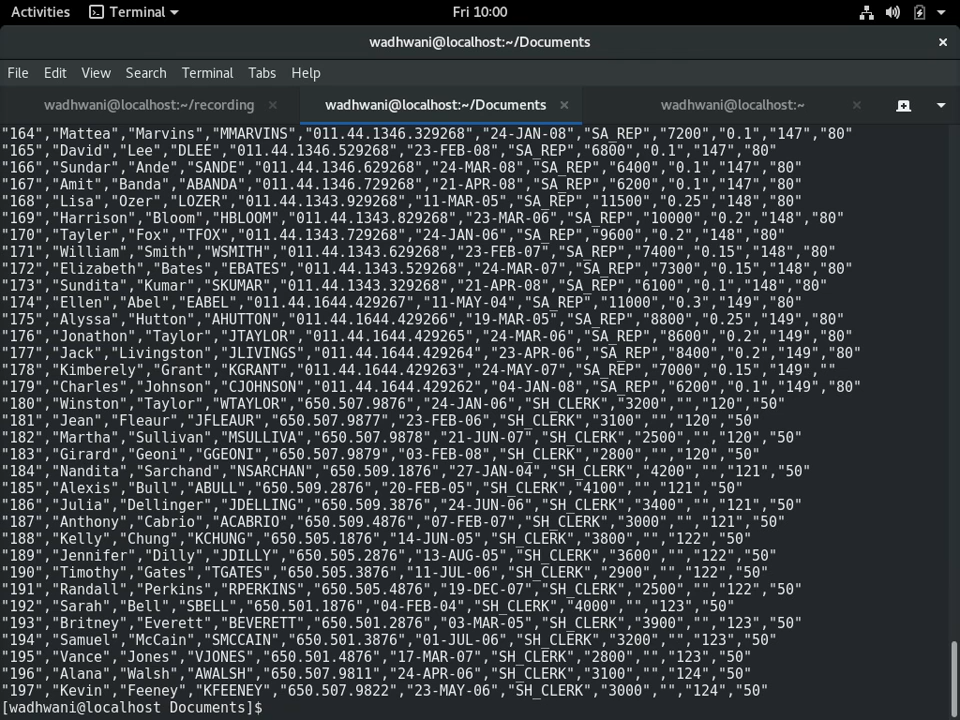 Activities Terminal Fri 10:00
wadhwani@localhost:~/Documents
File Edit View Search Terminal Tabs Help
wadhwani@localhost:~/recording wadhwani@localhost:~/Documents wadhwani@localhost:~
"164","Mattea","Marvins","MMARVINS","011.44.1346.329268","24-JAN-08","SA_REP","7200","0.1","147","80"
"165","David","Lee","DLEE","011.44.1346.529268","23-FEB-08","SA_REP","6800","0.1","147","80"
"166","Sundar","Ande","SANDE","011.44.1346.629268","24-MAR-08","SA_REP","6400","0.1","147","80"
"167","Amit","Banda","ABANDA","011.44.1346.729268","21-APR-08","SA_REP","6200","0.1","147","80"
"168","Lisa","Ozer","LOZER","011.44.1343.929268","11-MAR-05","SA_REP","11500","0.25","148","80"
"169","Harrison","Bloom","HBLOOM","011.44.1343.829268","23-MAR-06","SA_REP","10000","0.2","148","80"
"170","Tayler","Fox","TFOX","011.44.1343.729268","24-JAN-06","SA_REP","9600","0.2","148","80"
"171","William","Smith","WSMITH","011.44.1343.629268","23-FEB-07","SA_REP","7400","0.15","148","80"
"172","Elizabeth","Bates","EBATES","011.44.1343.529268","24-MAR-07","SA_REP","7300","0.15","148","80"
"173","Sundita","Kumar","SKUMAR","011.44.1343.329268","21-APR-08","SA_REP","6100","0.1","148","80"
"174","Ellen","Abel","EABEL","011.44.1644.429267","11-MAY-04","SA_REP","11000","0.3","149","80"
"175","Alyssa","Hutton","AHUTTON","011.44.1644.429266","19-MAR-05","SA_REP","8800","0.25","149","80"
"176","Jonathon","Taylor","JTAYLOR","011.44.1644.429265","24-MAR-06","SA_REP","8600","0.2","149","80"
"177","Jack","Livingston","JLIVINGS","011.44.1644.429264","23-APR-06","SA_REP","8400","0.2","149","80"
"178","Kimberely","Grant","KGRANT","011.44.1644.429263","24-MAY-07","SA_REP","7000","0.15","149",""
"179","Charles","Johnson","CJOHNSON","011.44.1644.429262","04-JAN-08","SA_REP","6200","0.1","149","80"
"180","Winston","Taylor","WTAYLOR","650.507.9876","24-JAN-06","SH_CLERK","3200","","120","50"
"181","Jean","Fleaur","JFLEAUR","650.507.9877","23-FEB-06","SH_CLERK","3100","","120","50"
"182","Martha","Sullivan","MSULLIVA","650.507.9878","21-JUN-07","SH_CLERK","2500","","120","50"
"183","Girard","Geoni","GGEONI","650.507.9879","03-FEB-08","SH_CLERK","2800","","120","50"
"184","Nandita","Sarchand","NSARCHAN","650.509.1876","27-JAN-04","SH_CLERK","4200","","121","50"
"185","Alexis","Bull","ABULL","650.509.2876","20-FEB-05","SH_CLERK","4100","","121","50"
"186","Julia","Dellinger","JDELLING","650.509.3876","24-JUN-06","SH_CLERK","3400","","121","50"
"187","Anthony","Cabrio","ACABRIO","650.509.4876","07-FEB-07","SH_CLERK","3000","","121","50"
"188","Kelly","Chung","KCHUNG","650.505.1876","14-JUN-05","SH_CLERK","3800","","122","50"
"189","Jennifer","Dilly","JDILLY","650.505.2876","13-AUG-05","SH_CLERK","3600","","122","50"
"190","Timothy","Gates","TGATES","650.505.3876","11-JUL-06","SH_CLERK","2900","","122","50"
"191","Randall","Perkins","RPERKINS","650.505.4876","19-DEC-07","SH_CLERK","2500","","122","50"
"192","Sarah","Bell","SBELL","650.501.1876","04-FEB-04","SH_CLERK","4000","","123","50"
"193","Britney","Everett","BEVERETT","650.501.2876","03-MAR-05","SH_CLERK","3900","","123","50"
"194","Samuel","McCain","SMCCAIN","650.501.3876","01-JUL-06","SH_CLERK","3200","","123","50"
"195","Vance","Jones","VJONES","650.501.4876","17-MAR-07","SH_CLERK","2800","","123","50"
"196","Alana","Walsh","AWALSH","650.507.9811","24-APR-06","SH_CLERK","3100","","124","50"
"197","Kevin","Feeney","KFEENEY","650.507.9822","23-MAY-06","SH_CLERK","3000","","124","50"
[wadhwani@localhost Documents]$